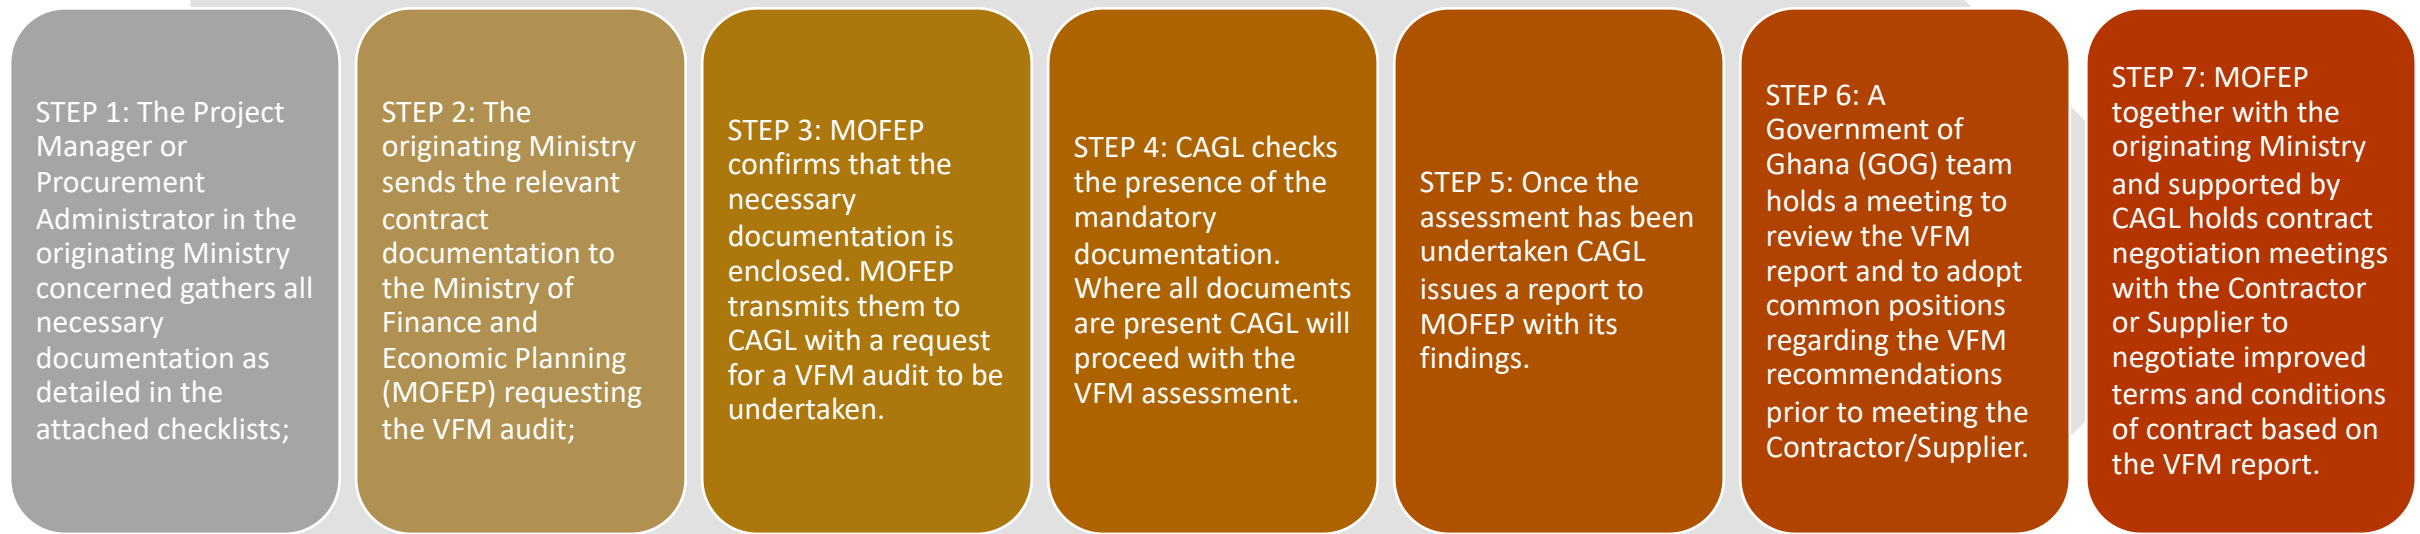 STEP 1: The Project
Manager or
Procurement
Administrator in the
originating Ministry
concerned gathers all
necessary
documentation as
detailed in the
attached checklists;
STEP 2: The
originating Ministry
sends the relevant
contract
documentation to
the Ministry of
Finance and
Economic Planning
(MOFEP) requesting
the VFM audit;
STEP 3: MOFEP
confirms that the
necessary
documentation is
enclosed. MOFEP
transmits them to
CAGL with a request
for a VFM audit to be
undertaken.
STEP 4: CAGL checks
the presence of the
mandatory
documentation.
Where all documents
are present CAGL will
proceed with the
VFM assessment.
STEP 5: Once the
assessment has been
undertaken CAGL
issues a report to
MOFEP with its
findings.
STEP 6: A
Government of
Ghana (GOG) team
holds a meeting to
review the VFM
report and to adopt
common positions
regarding the VFM
recommendations
prior to meeting the
Contractor/Supplier.
STEP 7: MOFEP
together with the
originating Ministry
and supported by
CAGL holds contract
negotiation meetings
with the Contractor
or Supplier to
negotiate improved
terms and conditions
of contract based on
the VFM report.